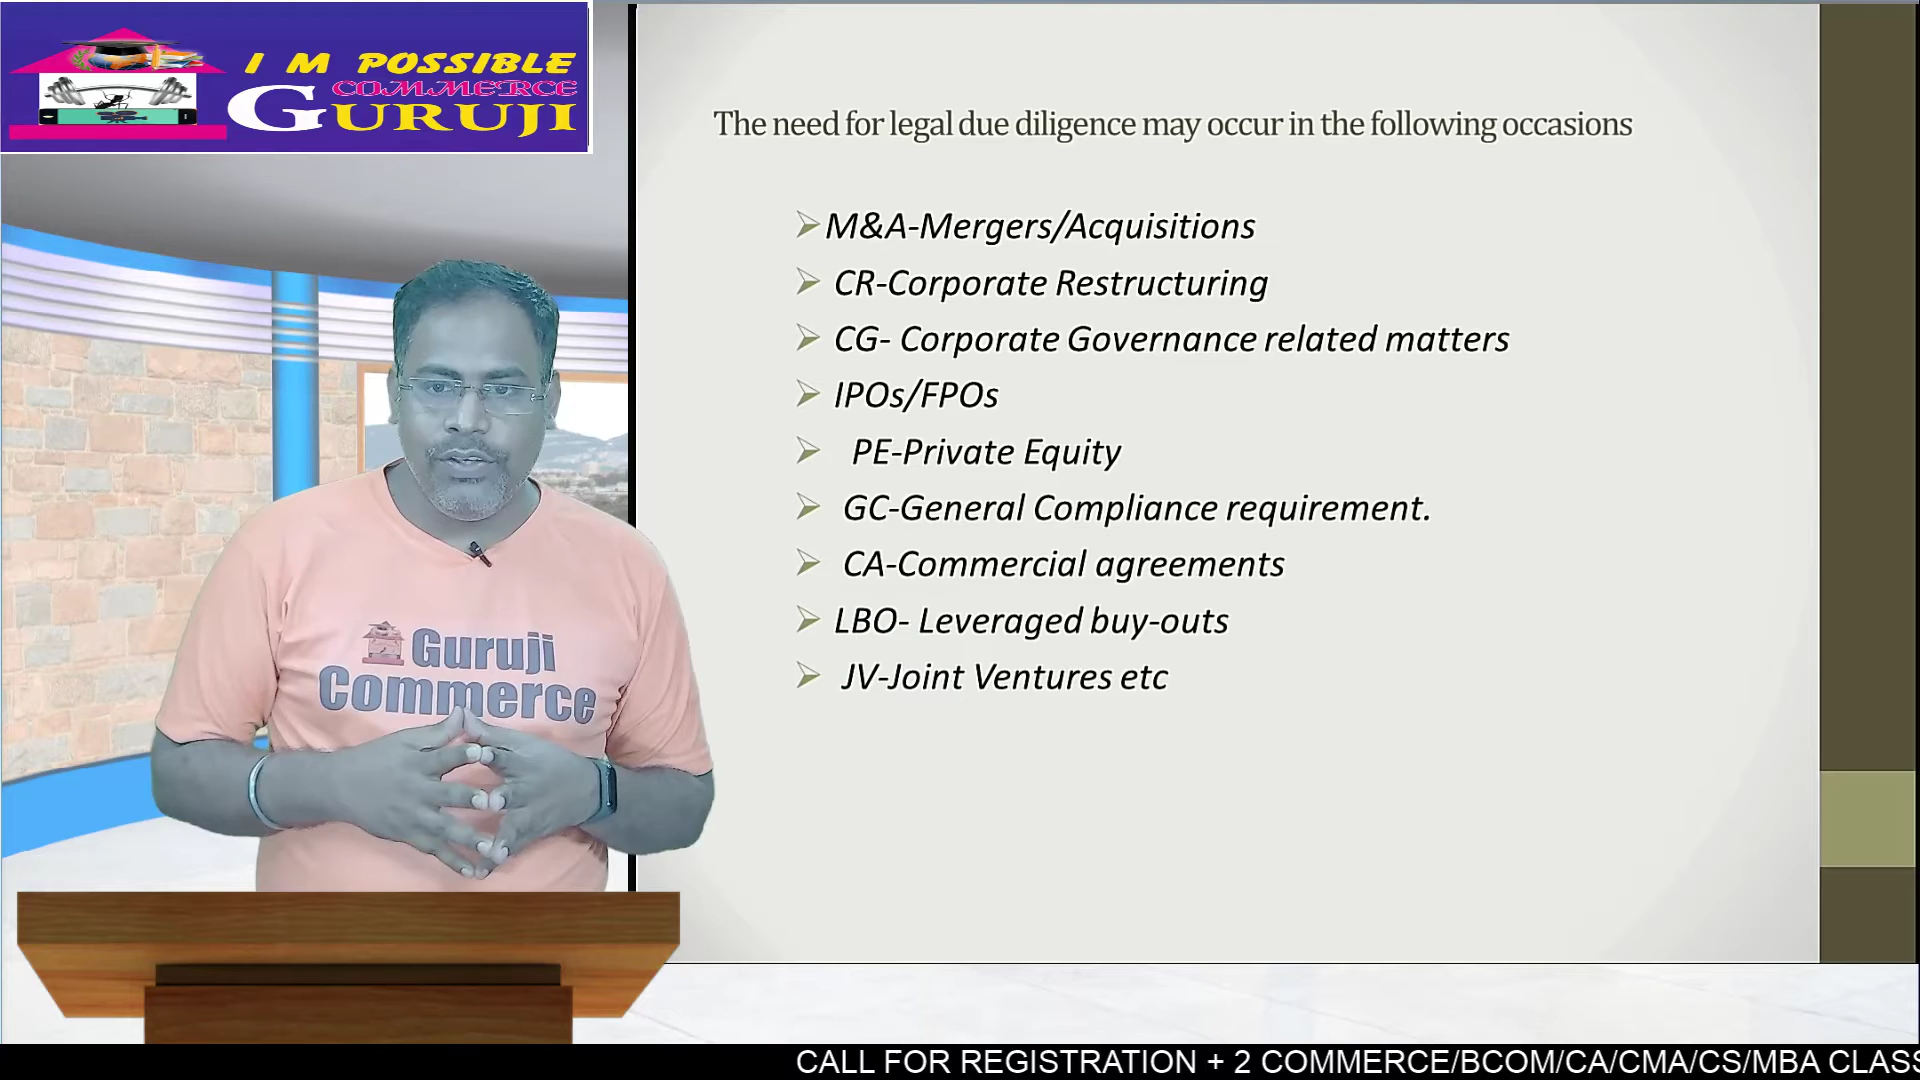 I M POSSIBLE
COMMERCE
GURUJI
The need for legal due diligence may occur in the following occasions
M&A-Mergers/Acquisitions
CR-Corporate Restructuring
CG- Corporate Governance related matters
IPOs/FPOs
PE-Private Equity
GC-General Compliance requirement.
CA-Commercial agreements
LBO- Leveraged buy-outs
JV-Joint Ventures etc
Guruji
Commerce
CALL FOR REGISTRATION + 2 COMMERCE/BCOM/CA/CMA/CS/MBA CLASS